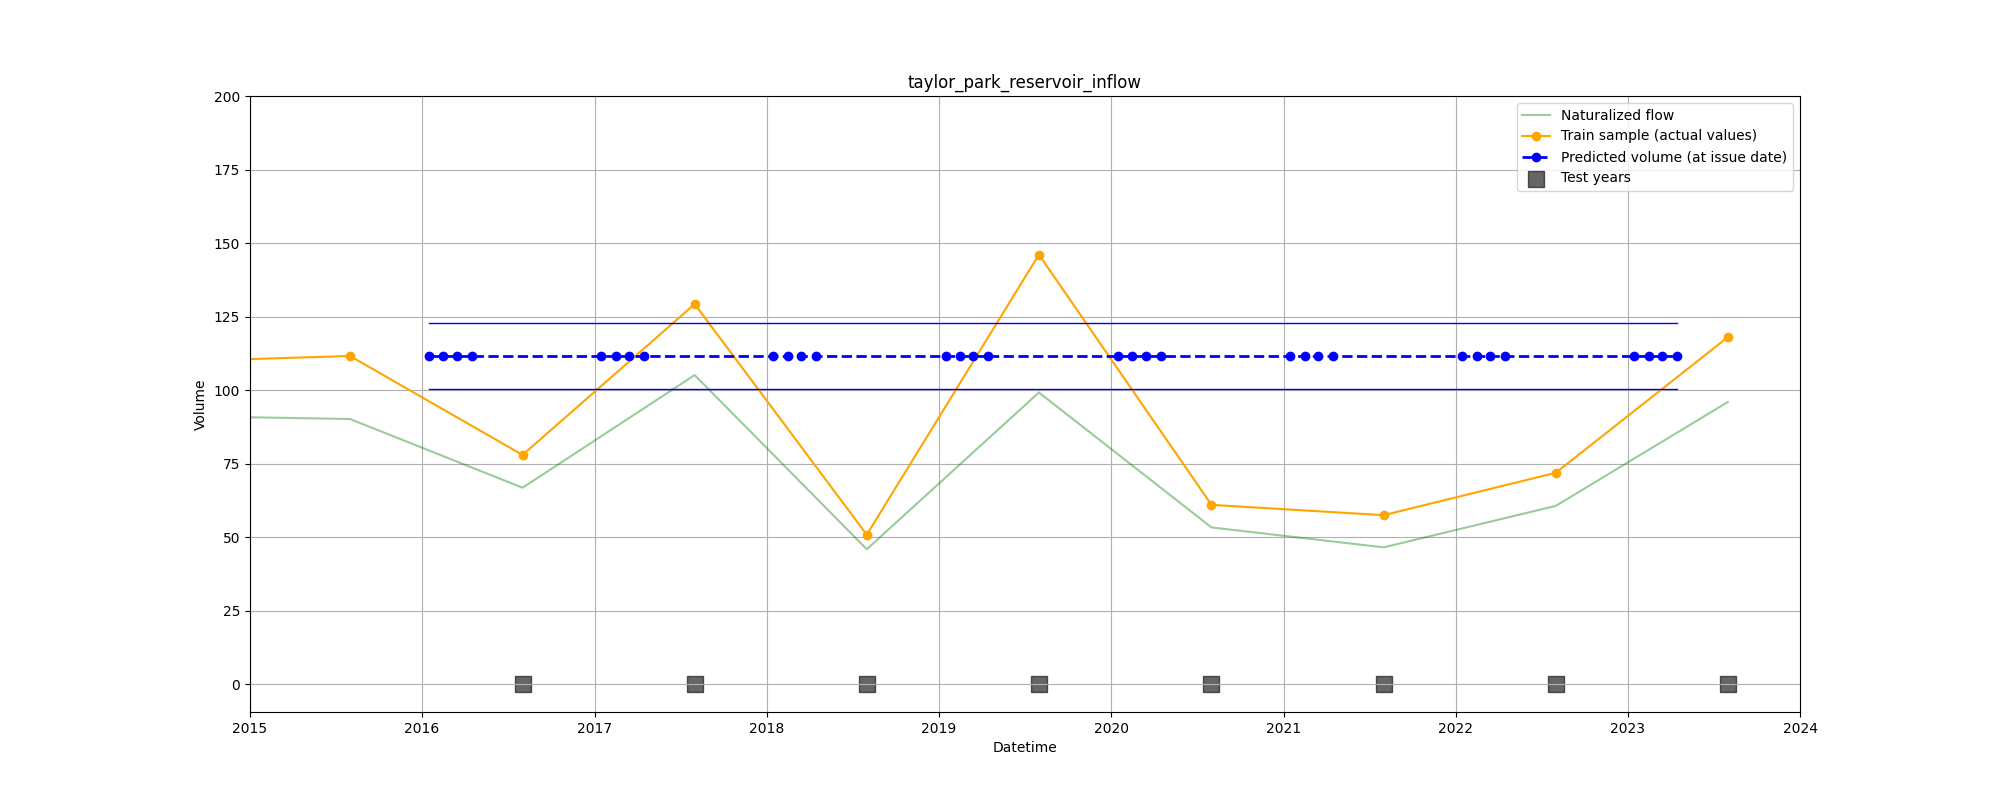 taylor_park_reservoir_inflow
Naturalized flow
Train sample (actual values)
Predicted volume (at issue date)
Test years
Volume
200
175
150
125
100
75
50
25
0
2015 2016 2017 2018 2019 2020 2021 2022 2023 2024
Datetime